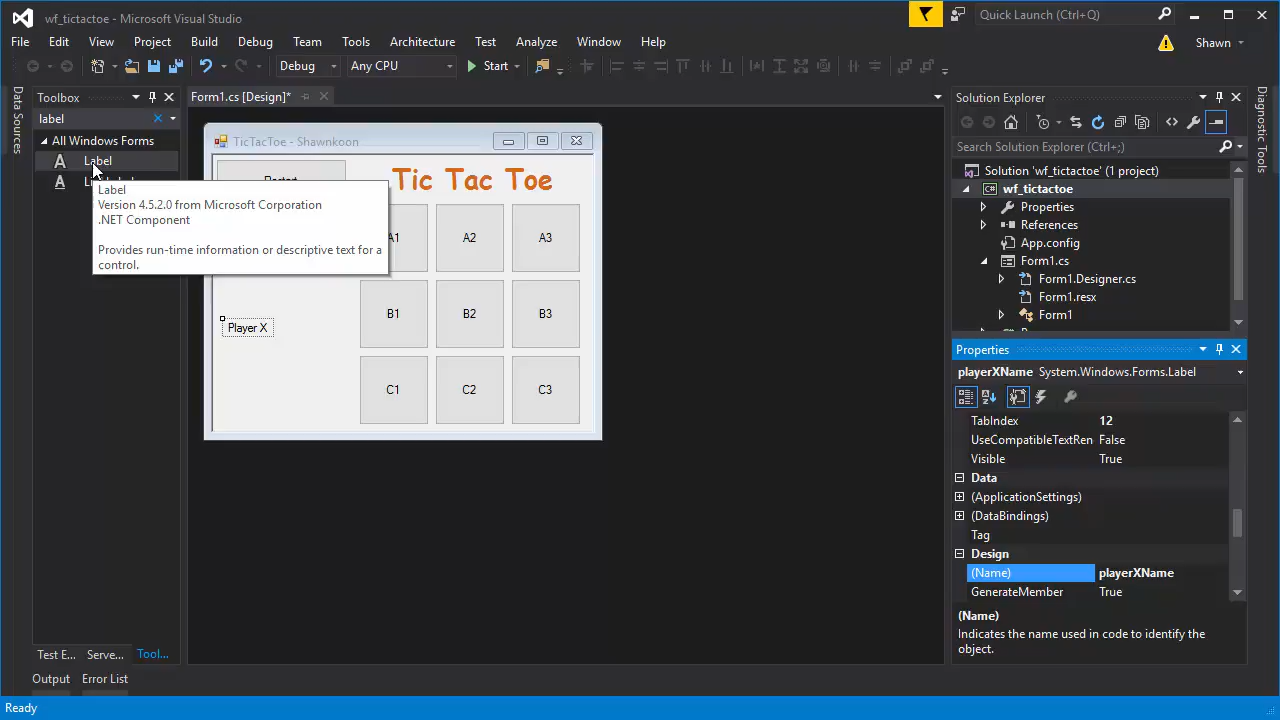 wf_tictactoe - Microsoft Visual Studio
Quick Launch (Ctrl+Q)
File Edit View Project Build Debug Team Tools Architecture Test Analyze Window Help
Shawn
Debug Any CPU Start
Data Sources
Toolbox
label
All Windows Forms
Label
Label
Version 4.5.2.0 from Microsoft Corporation
.NET Component
Provides run-time information or descriptive text for a
control.
Test E... Serve... Tool...
Form1.cs [Design]*
TicTacToe - Shawnkoon
Tic Tac Toe
A1 A2 A3
Player X
B1 B2 B3
C1 C2 C3
Solution Explorer
Search Solution Explorer (Ctrl+;)
Solution 'wf_tictactoe' (1 project)
wf_tictactoe
Properties
References
App.config
Form1.cs
Form1.Designer.cs
Form1.resx
Form1
Properties
playerXName System.Windows.Forms.Label
TabIndex 12
UseCompatibleTextRen False
Visible True
Data
(ApplicationSettings)
(DataBindings)
Tag
Design
(Name) playerXName
GenerateMember True
(Name)
Indicates the name used in code to identify the
object.
Diagnostic Tools
Output Error List
Ready